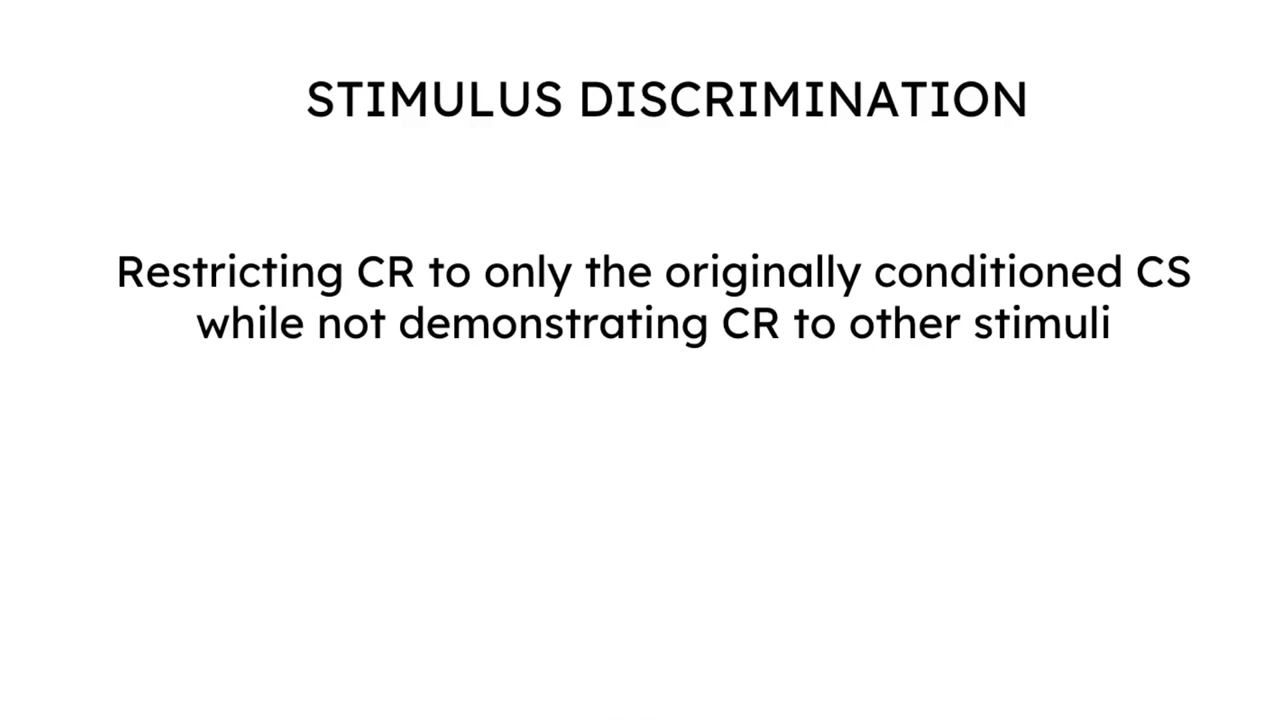 STIMULUS DISCRIMINATION
Restricting CR to only the originally conditioned CS
while not demonstrating CR to other stimuli